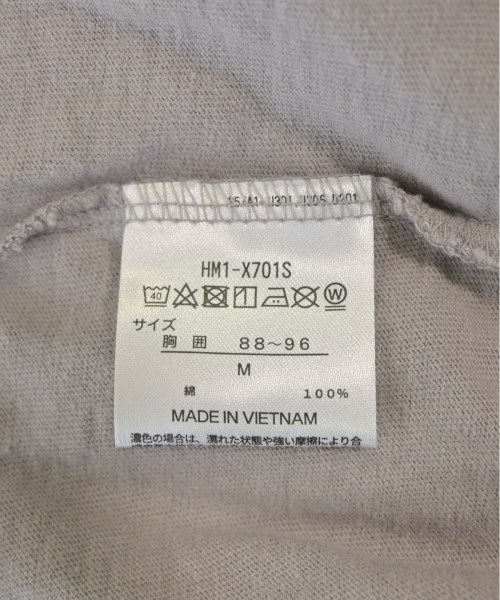 HM1-X701S
40 W
サイズ
胸囲 88~96
M
綿 100%
MADE IN VIETNAM
濃色の場合は、濡れた状態や強い摩擦により合